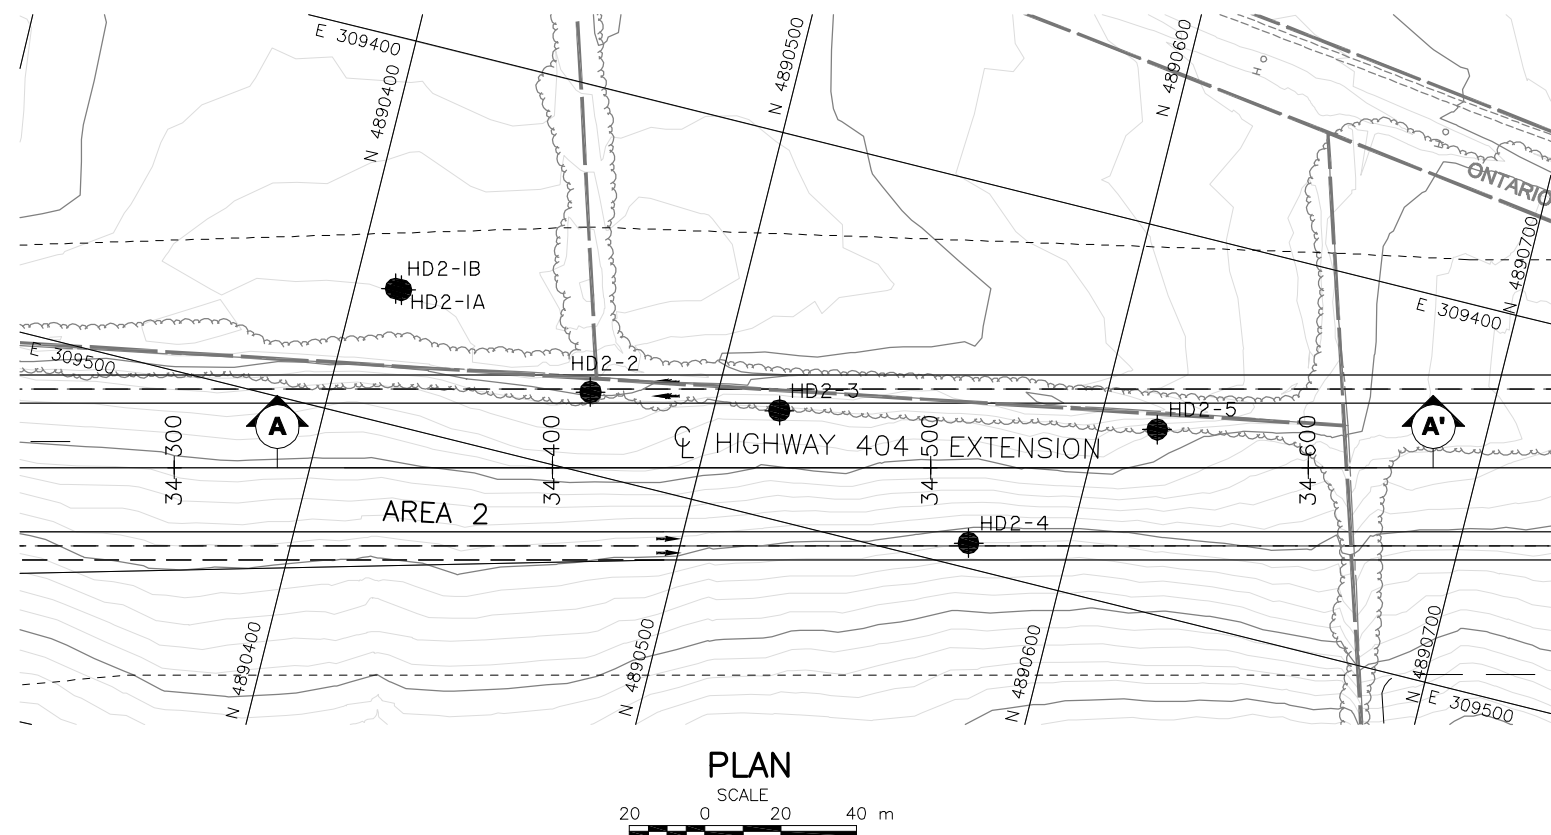 E 309400
N 4890400
N 4890500
N 4890600
H
ONTARIO
N 4890700
HD2-1B
HD2-1A
E 309400
E 309500
HD2-2
HD2-3
HD2-5
A
A'
℄ HIGHWAY 404 EXTENSION
34 300
34 400
34 500
34 600
AREA 2
HD2-4
N 4890400
N 4890500
N 4890600
N 4890700
E 309500
PLAN
SCALE
20 0 20 40 m